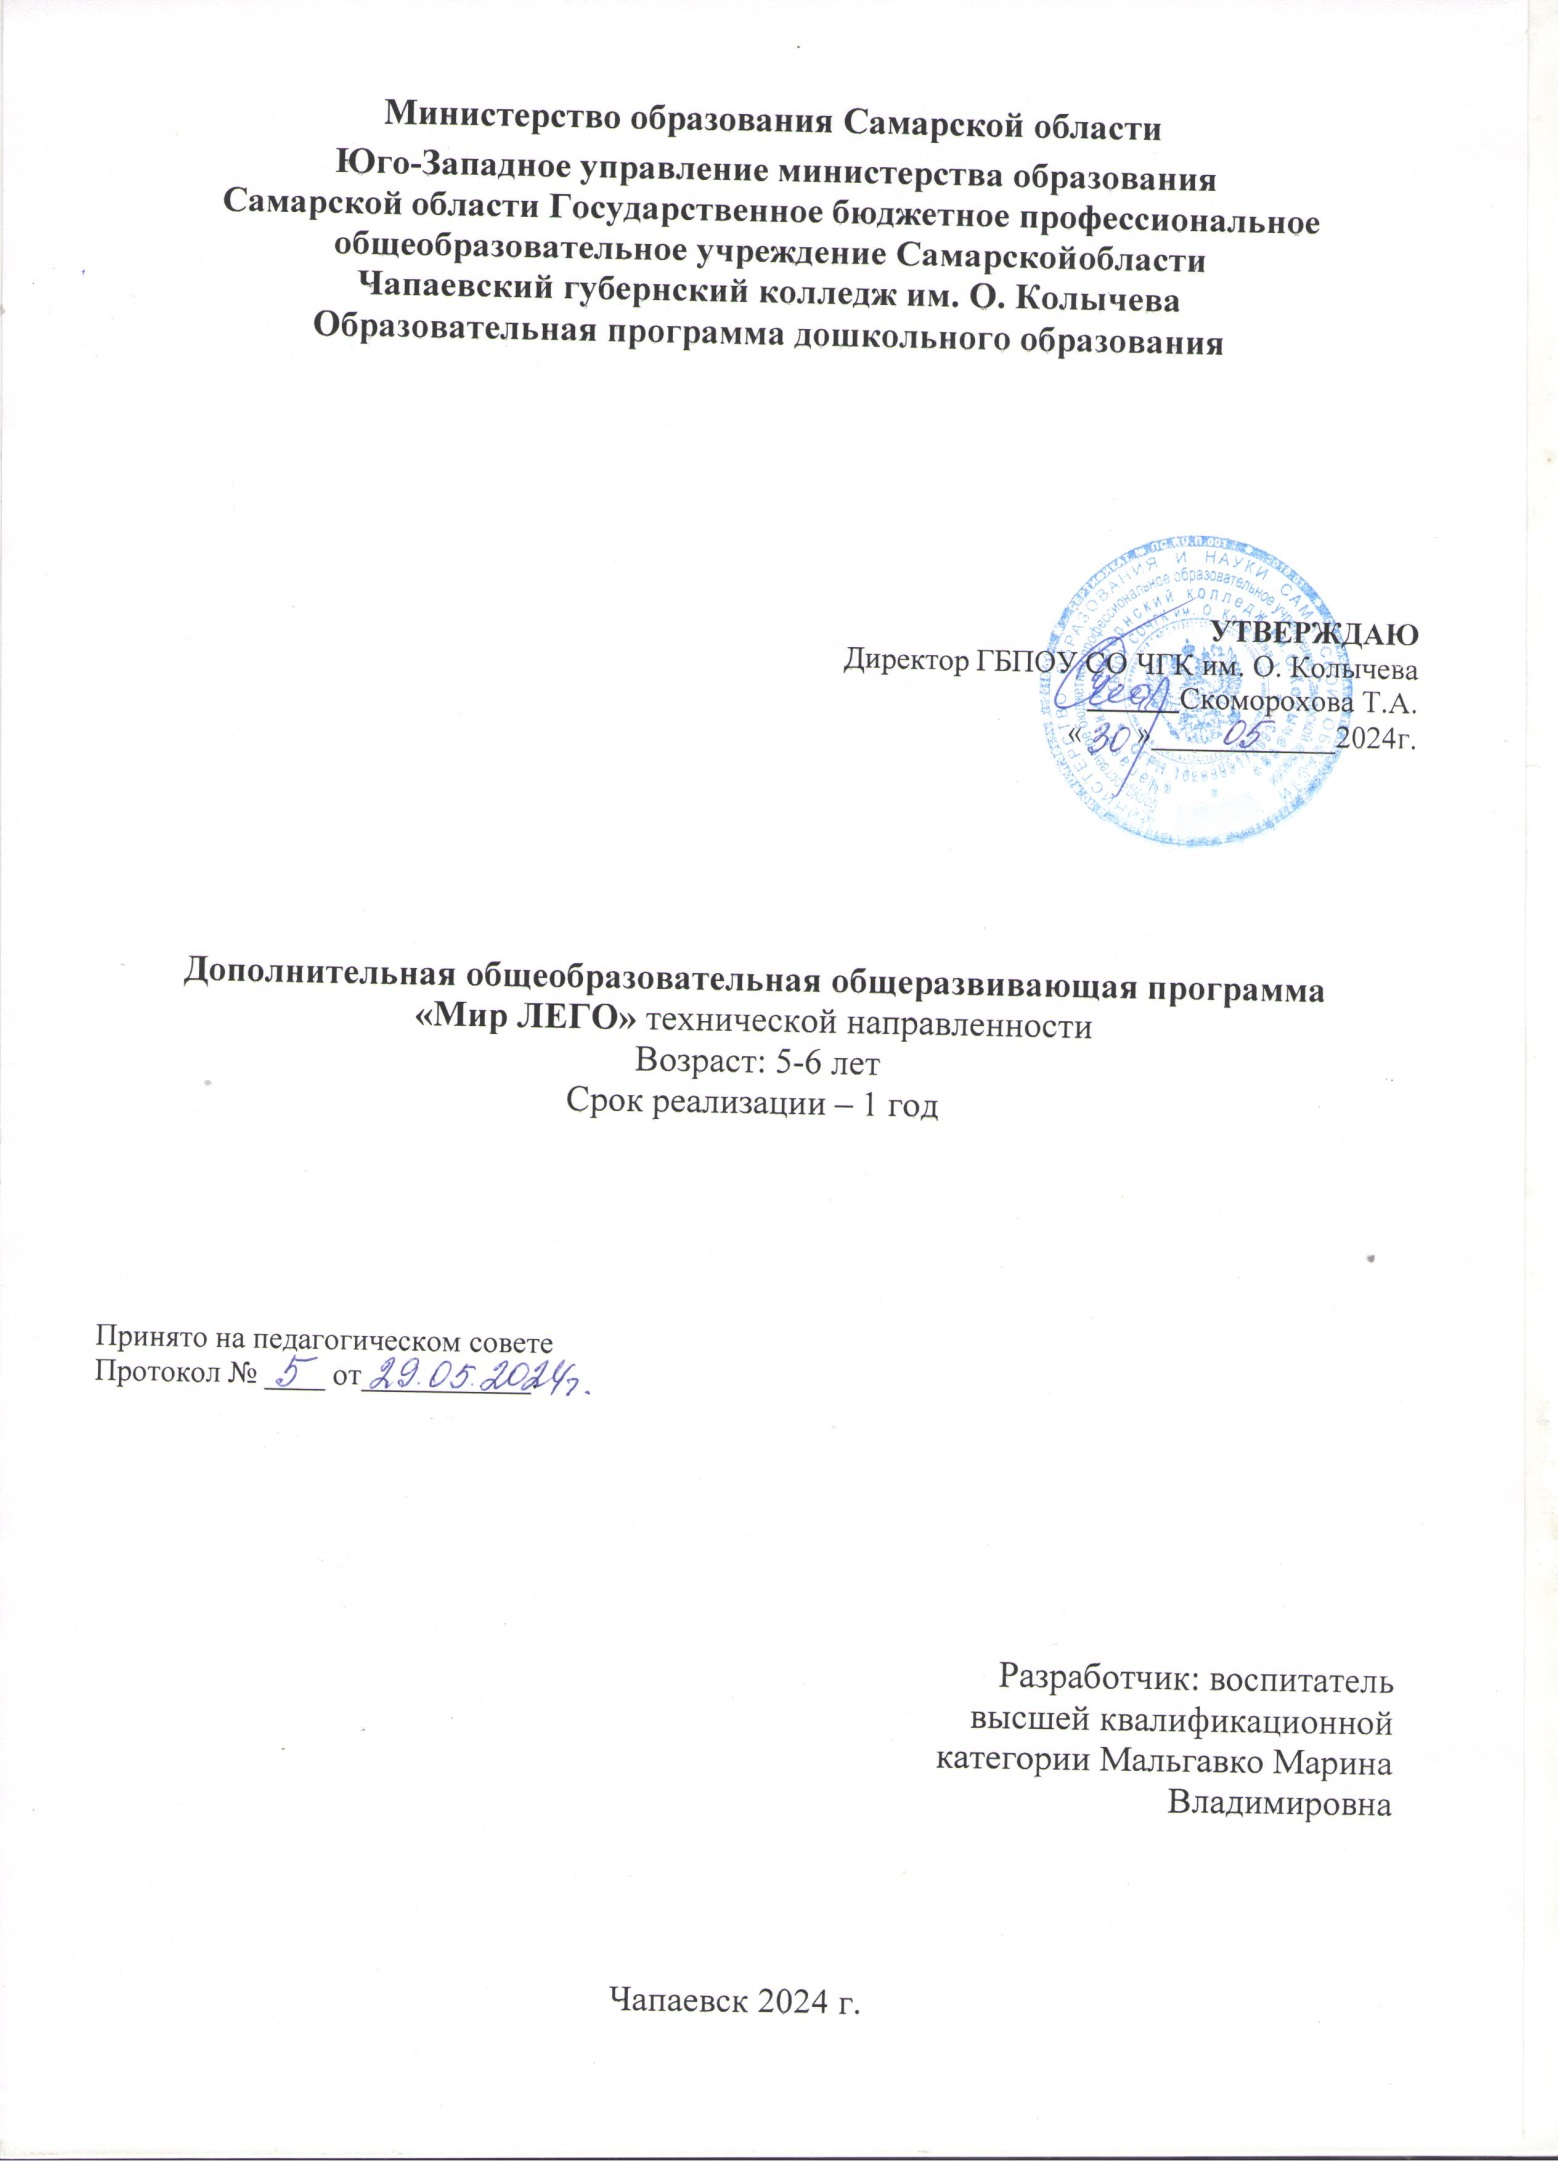 Министерство образования Самарской области
Юго-Западное управление министерства образования
Самарской области Государственное бюджетное профессиональное
общеобразовательное учреждение Самарскойобласти
Чапаевский губернский колледж им. О. Колычева
Образовательная программа дошкольного образования
УТВЕРЖДАЮ
Директор ГБПОУ СО ЧГК им. О. Колычева
______Скоморохова Т.А.
« 30 »____05____2024г.
Дополнительная общеобразовательная общеразвивающая программа
«Мир ЛЕГО» технической направленности
Возраст: 5-6 лет
Срок реализации – 1 год
Принято на педагогическом совете
Протокол № 5 от 29.05.2024г.
Разработчик: воспитатель
высшей квалификационной
категории Мальгавко Марина
Владимировна
Чапаевск 2024 г.